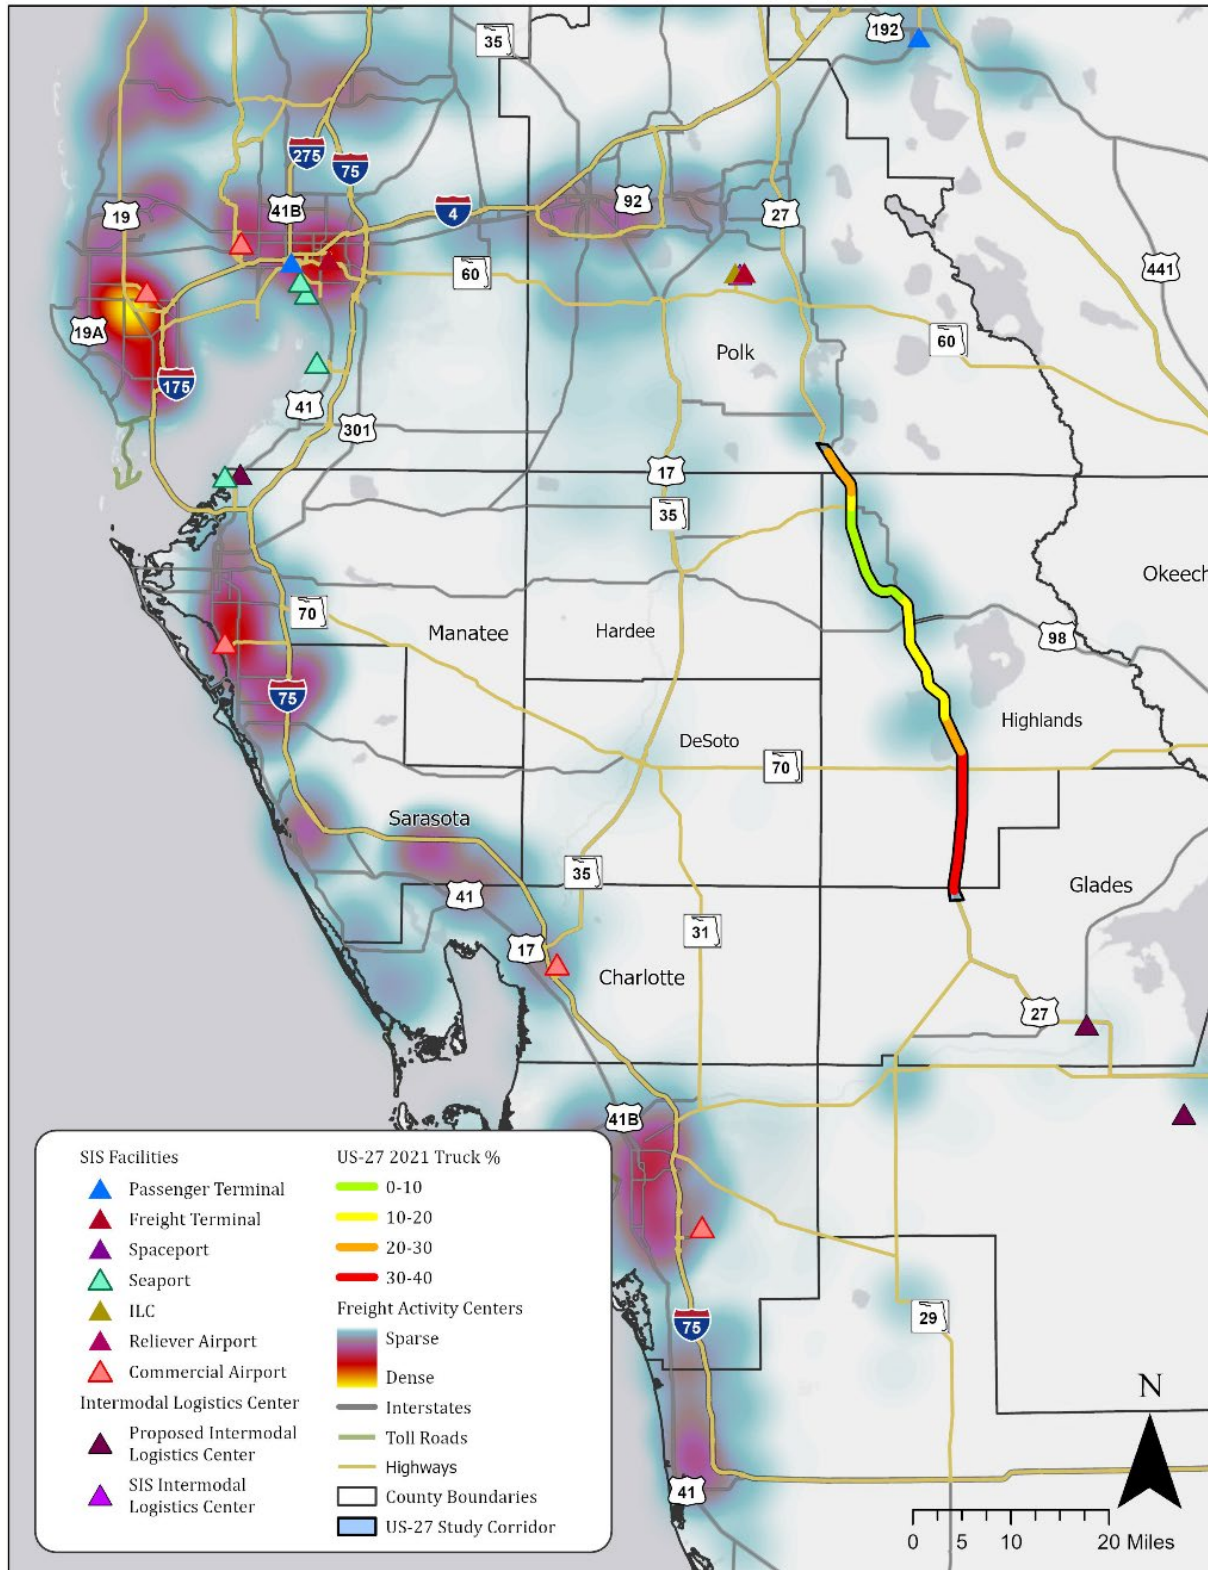 35
192
275
75
41B
19
4
92
27
441
60
19A
60
Polk
175
41
301
17
35
Okeech
70
Manatee
Hardee
98
75
Highlands
DeSoto
70
Sarasota
35
Glades
41
31
17
Charlotte
27
41B
29
75
41
SIS Facilities
Passenger Terminal
Freight Terminal
Spaceport
Seaport
ILC
Reliever Airport
Commercial Airport
Intermodal Logistics Center
Proposed Intermodal
Logistics Center
SIS Intermodal
Logistics Center
US-27 2021 Truck %
0-10
10-20
20-30
30-40
Freight Activity Centers
Sparse
Dense
Interstates
Toll Roads
Highways
County Boundaries
US-27 Study Corridor
N
0 5 10 20 Miles